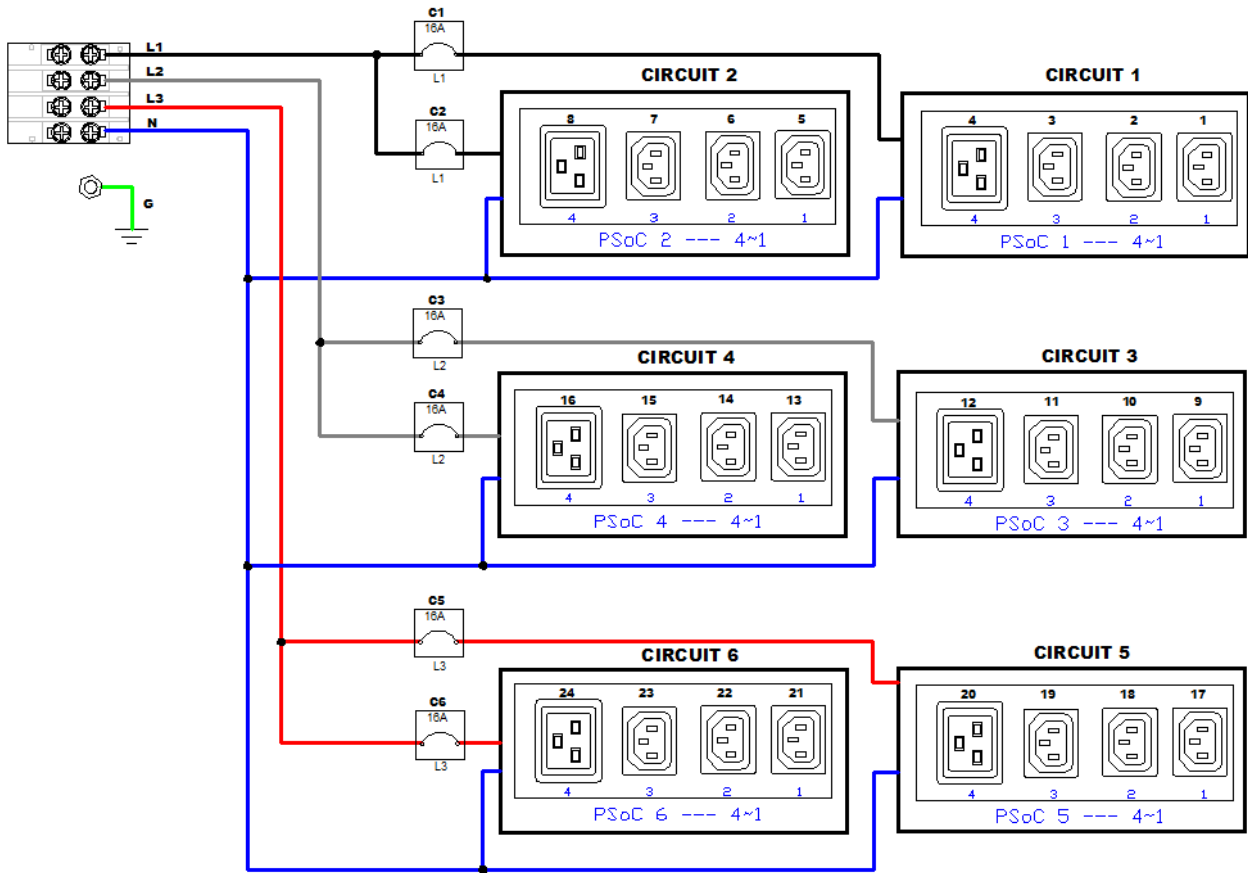 C1
16A
L1
L1
L2
L3
N
G
C2
16A
L1
CIRCUIT 2
8 7 6 5
4 3 2 1
PSoC 2 --- 4~1
CIRCUIT 1
4 3 2 1
4 3 2 1
PSoC 1 --- 4~1
C3
16A
L2
C4
16A
L2
CIRCUIT 4
16 15 14 13
4 3 2 1
PSoC 4 --- 4~1
CIRCUIT 3
12 11 10 9
4 3 2 1
PSoC 3 --- 4~1
C5
16A
L3
C6
16A
L3
CIRCUIT 6
24 23 22 21
4 3 2 1
PSoC 6 --- 4~1
CIRCUIT 5
20 19 18 17
4 3 2 1
PSoC 5 --- 4~1